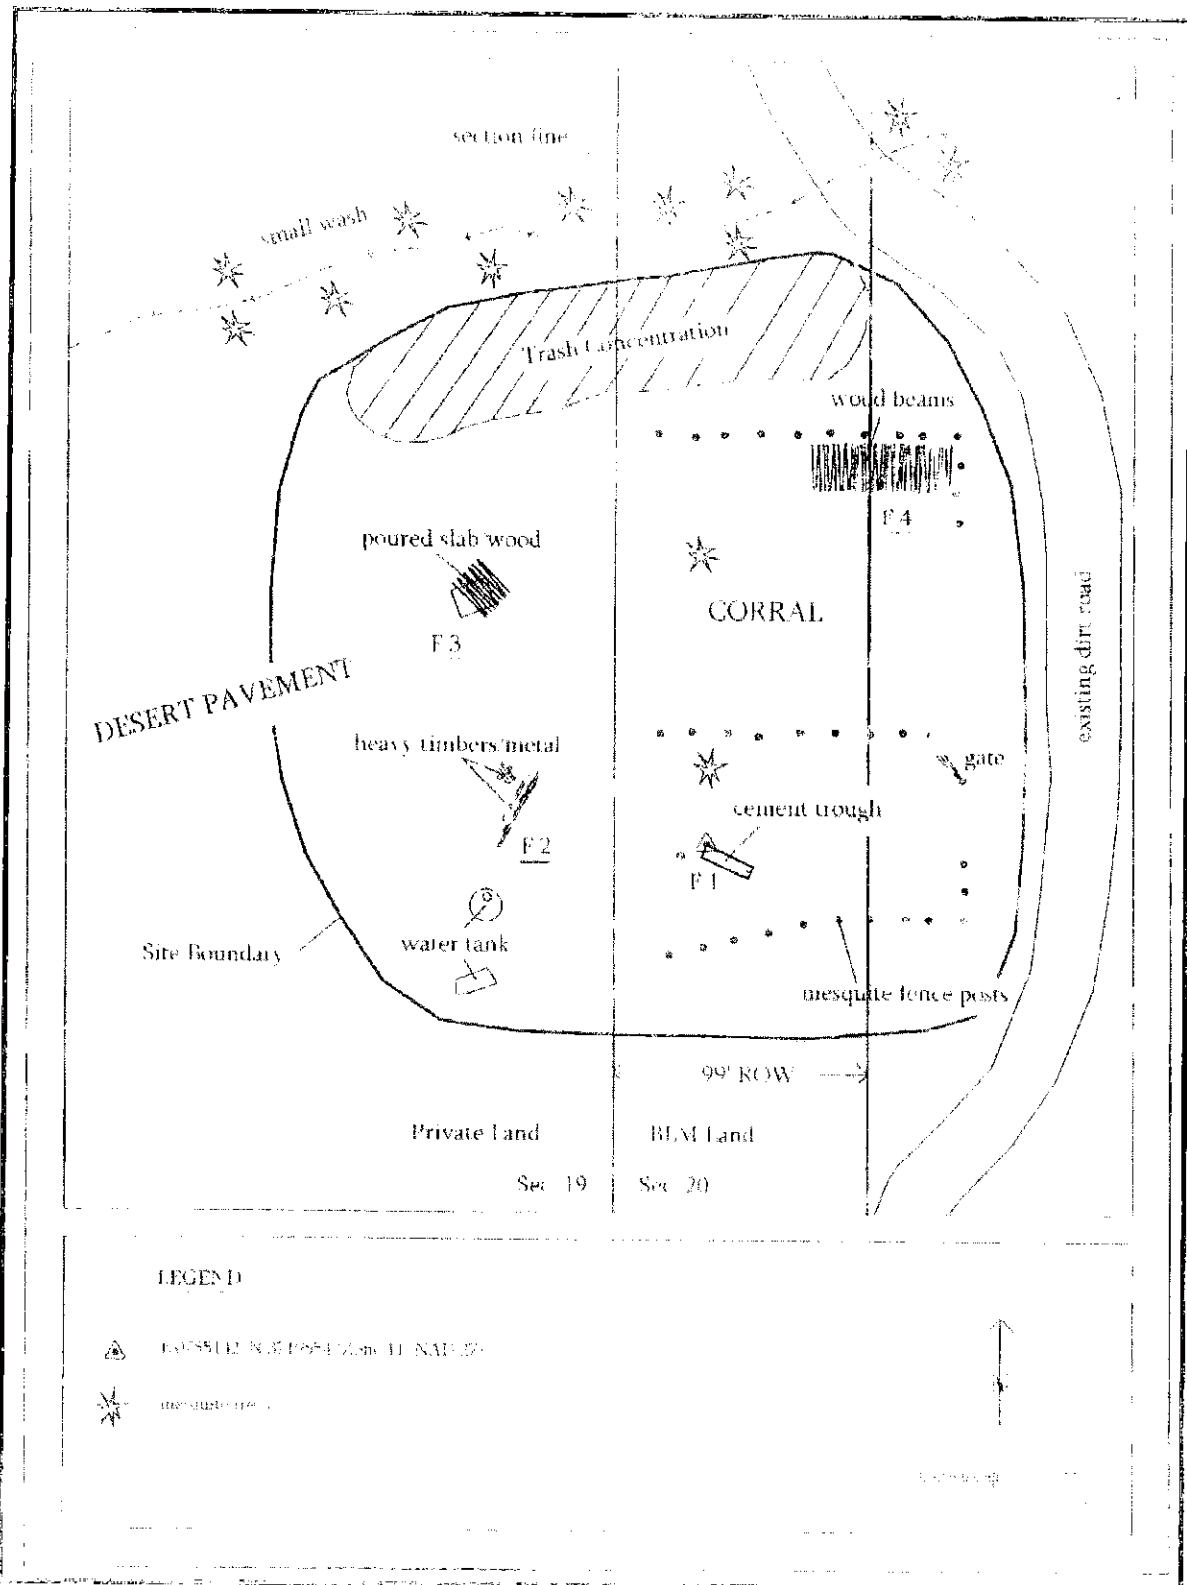 section line
small wash
Trash Concentration
wood beams
F 4
poured slab/wood
F 3
CORRAL
existing dirt road
DESERT PAVEMENT
heavy timbers/metal
gate
F 2
cement trough
F 1
water tank
Site Boundary
mesquite fence posts
99' ROW
Private Land
BLM Land
Sec 19
Sec 20
LEGEND